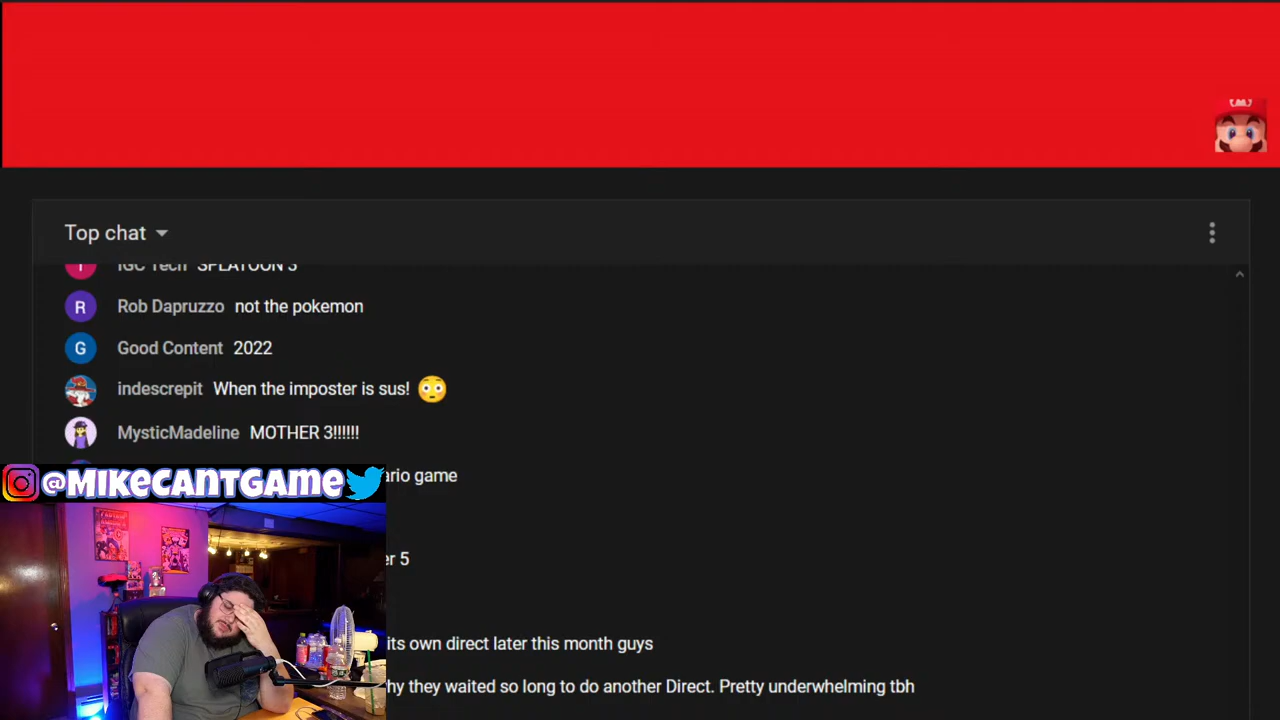 Top chat
IGC Tech SPLATOON 3
Rob Dapruzzo not the pokemon
Good Content 2022
indescrepit When the imposter is sus!
MysticMadeline MOTHER 3!!!!!!
ario game
er 5
its own direct later this month guys
hy they waited so long to do another Direct. Pretty underwhelming tbh
@MIKECANTGAME